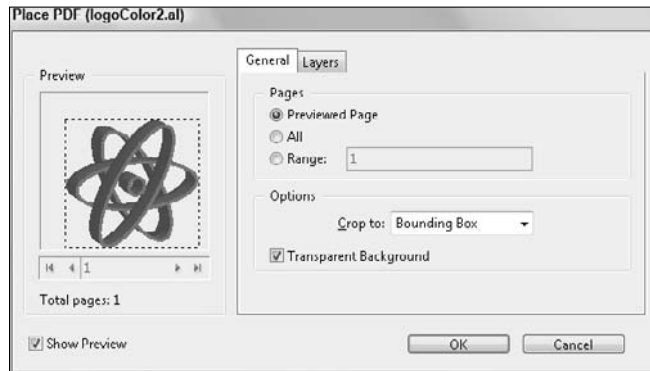 Place PDF (logoColor2.al)
General
Layers
Preview
Pages
Previewed Page
All
Range: 1
Options
Crop to: Bounding Box
Transparent Background
1
Total pages: 1
Show Preview
OK
Cancel